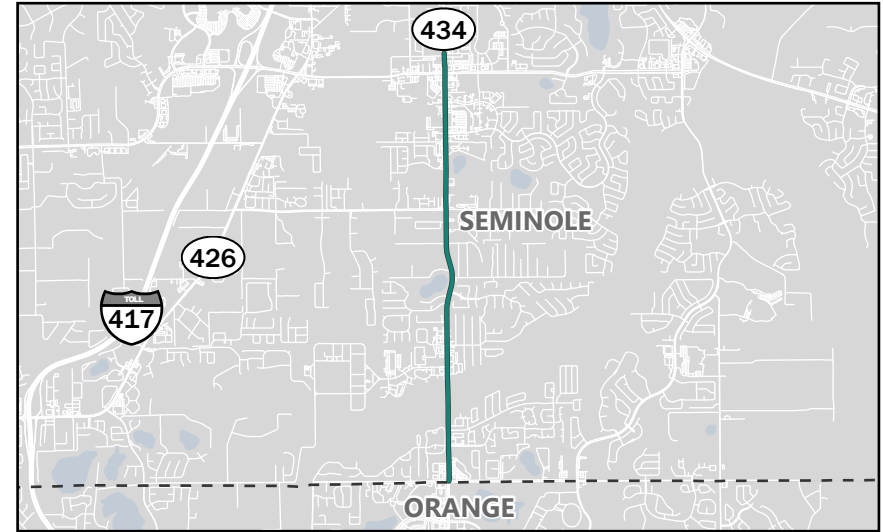 434
SEMINOLE
426
TOLL
417
ORANGE